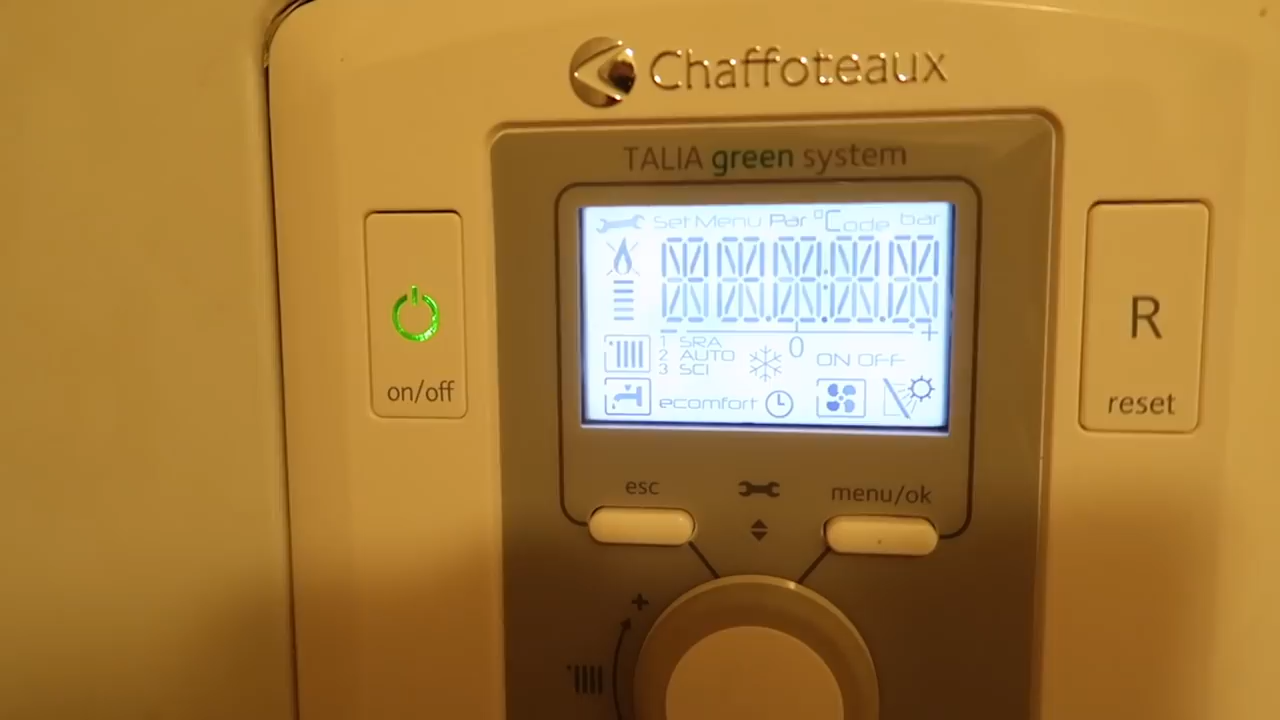 Chaffoteaux
TALIA green system
Set Menu Par °Code bar
- 0 +
1 SRA
2 AUTO
3 SCI
ON OFF
ecomfort
on/off
R
reset
esc
menu/ok
+